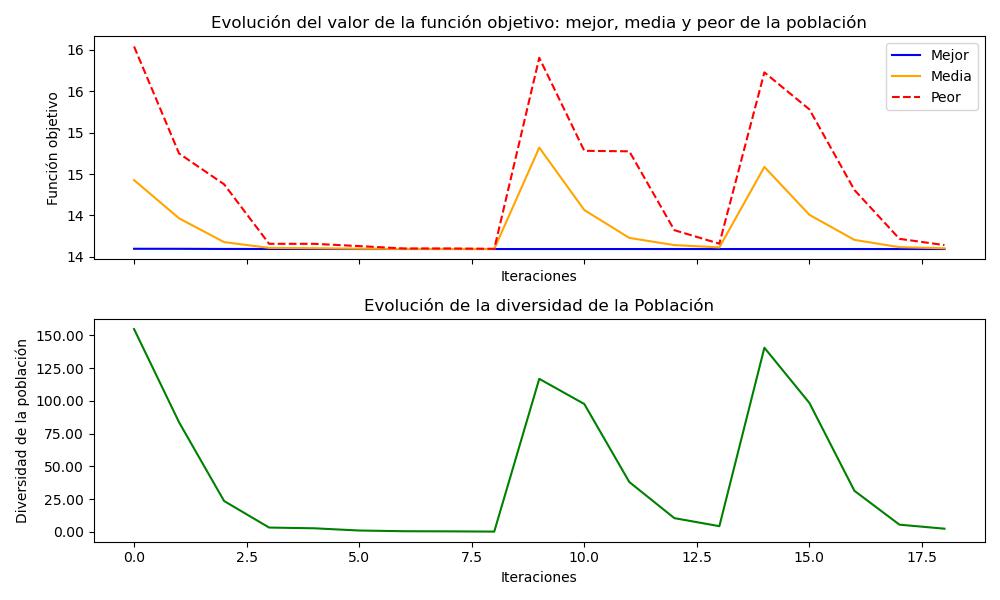 Evolución del valor de la función objetivo: mejor, media y peor de la población
Función objetivo
16
16
15
15
14
14
Mejor
Media
Peor
Iteraciones
Evolución de la diversidad de la Población
Diversidad de la población
150.00
125.00
100.00
75.00
50.00
25.00
0.00
0.0 2.5 5.0 7.5 10.0 12.5 15.0 17.5
Iteraciones